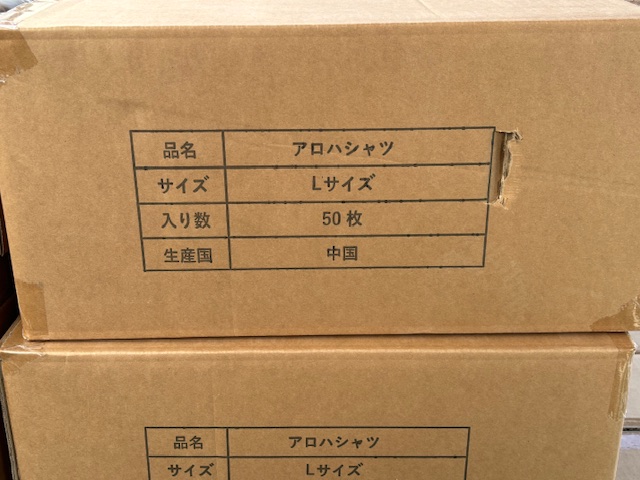 品名 アロハシャツ
サイズ Lサイズ
入り数 50枚
生産国 中国
品名 アロハシャツ
サイズ Lサイズ